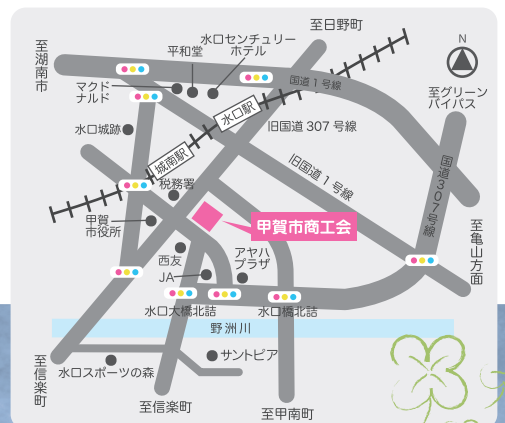 至日野町
水口センチュリー
ホテル
平和堂
至湖南市
マクド
ナルド
国道1号線
N
至グリーン
バイパス
水口駅
水口城跡
旧国道307号線
城南駅
旧国道1号線
国道307号線
税務署
甲賀
市役所
甲賀市商工会
至亀山方面
西友
アヤハ
プラザ
JA
水口大橋北詰
水口橋北詰
野洲川
サントピア
至信楽町
水口スポーツの森
至信楽町
至甲南町